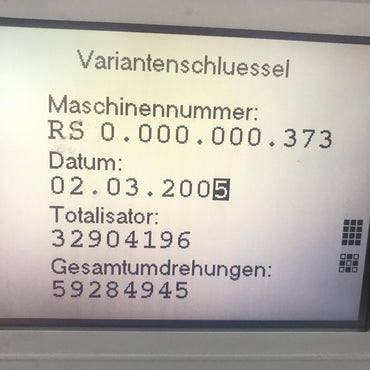 Variantenschluessel
Maschinennummer:
RS 0.000.000.373
Datum:
02.03.2005
Totalisator:
32904196
Gesamtumdrehungen:
59284945